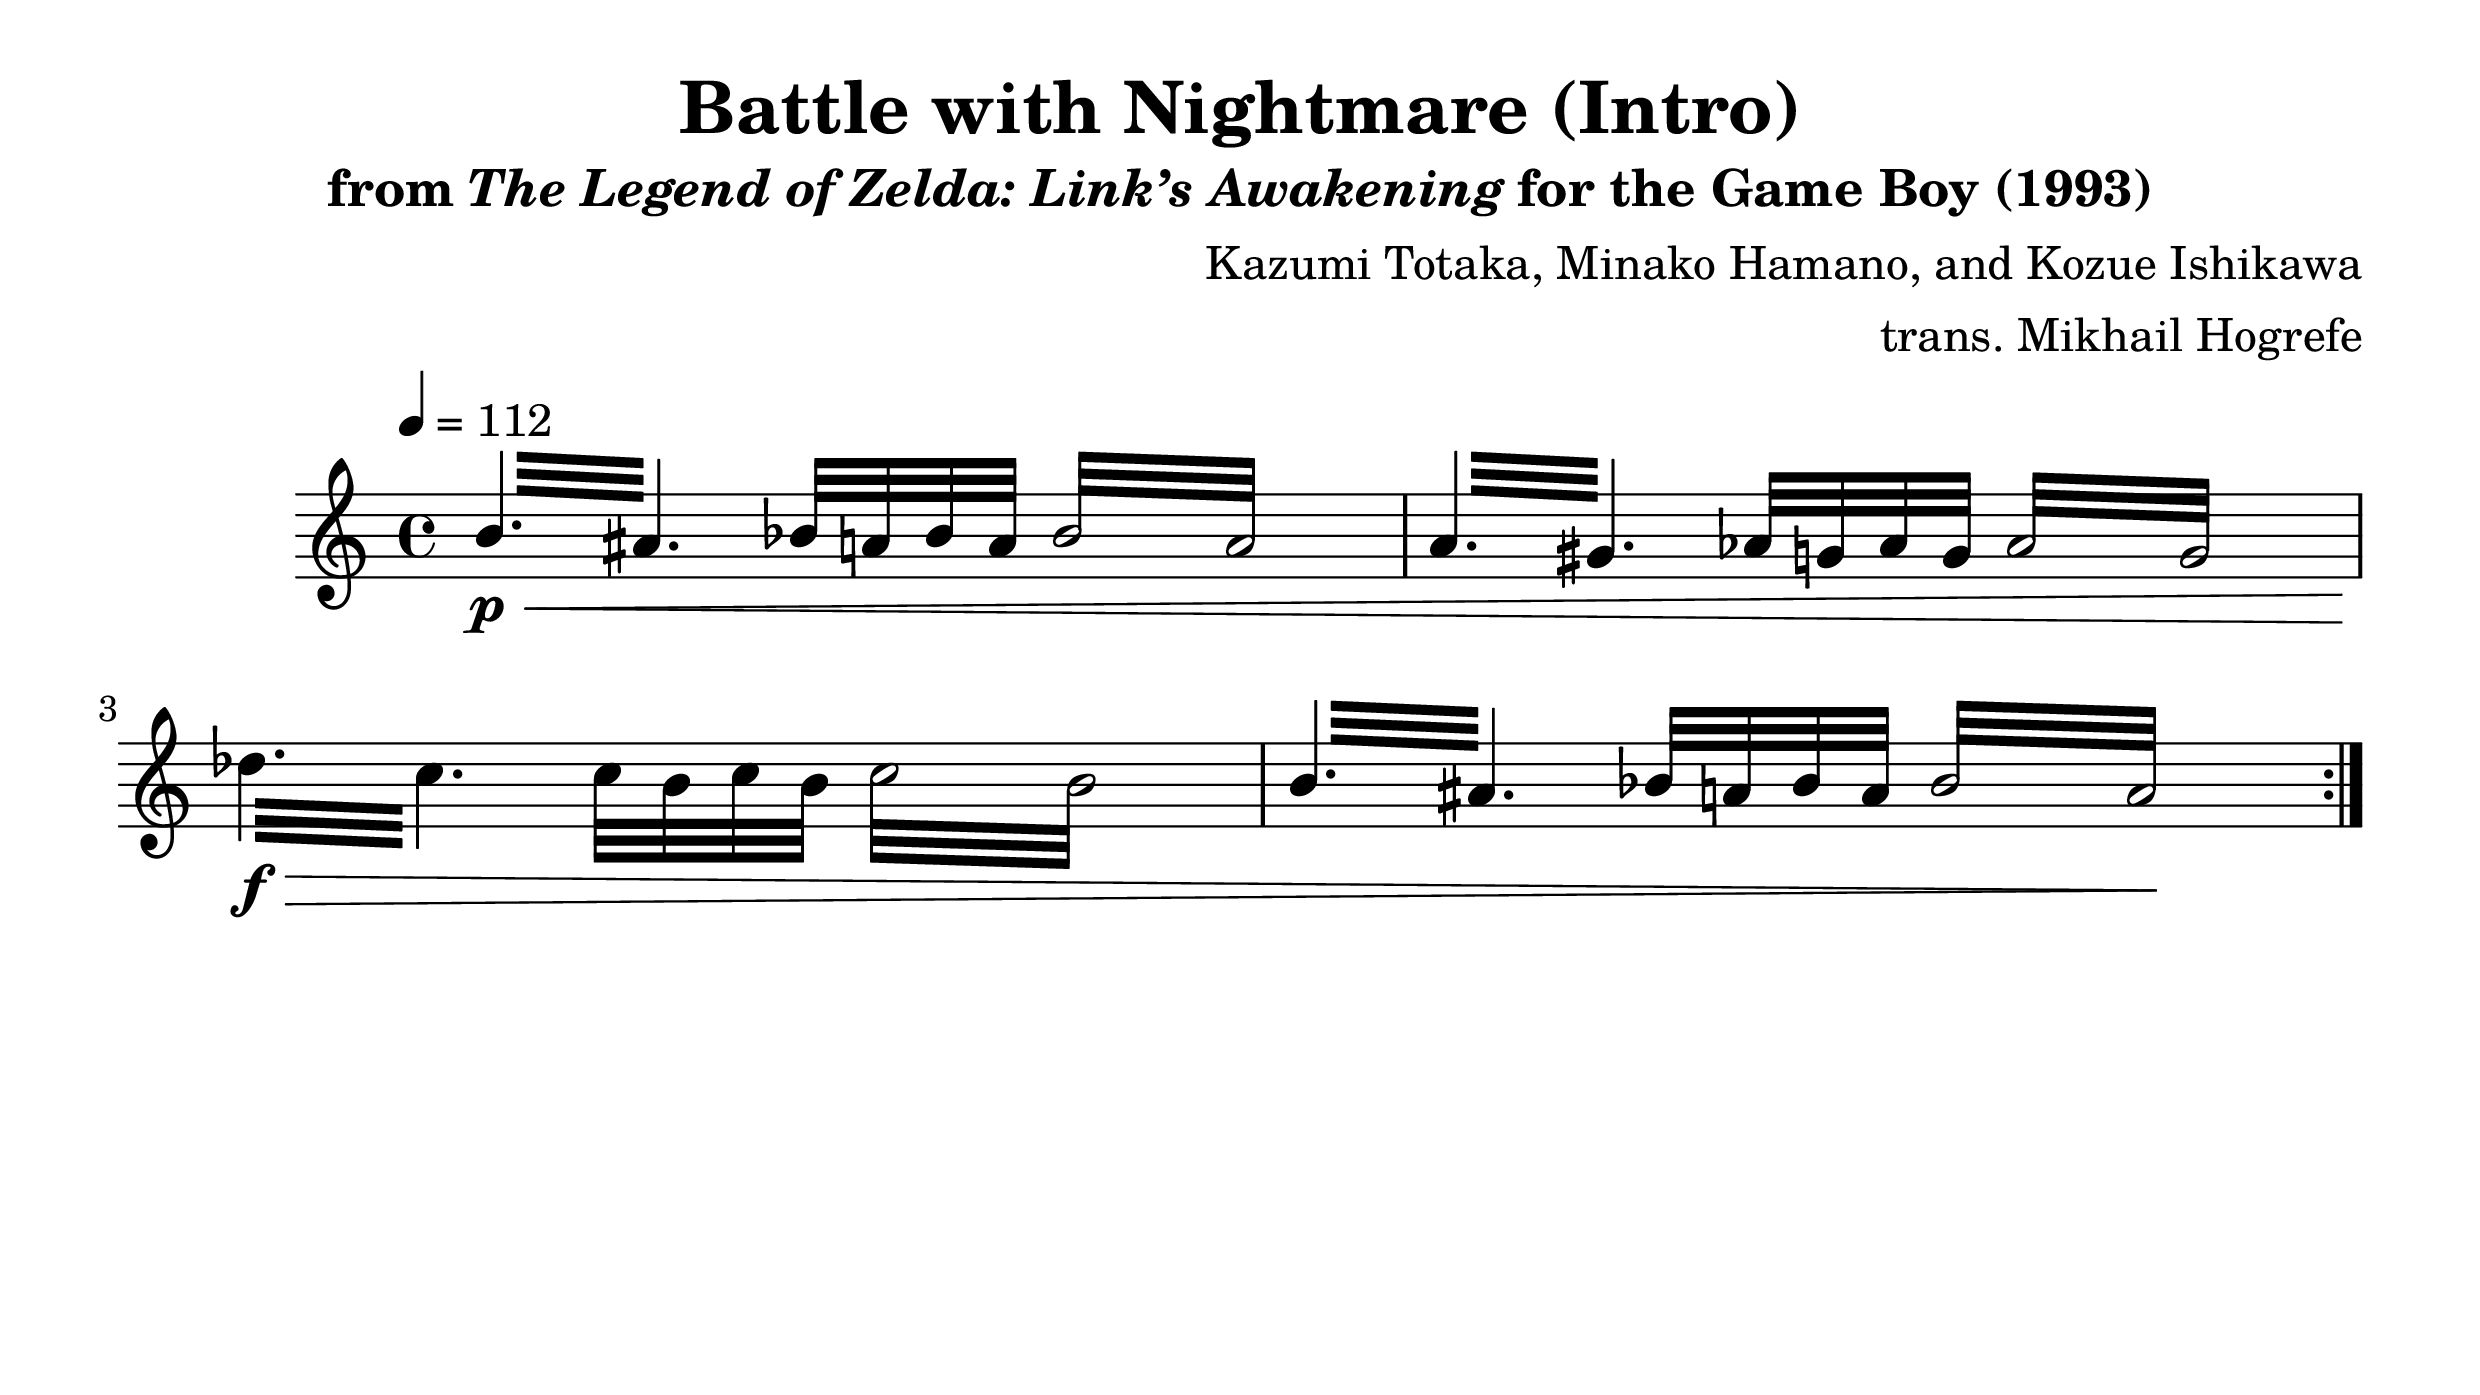 Battle with Nightmare (Intro)
from The Legend of Zelda: Link’s Awakening for the Game Boy (1993)
Kazumi Totaka, Minako Hamano, and Kozue Ishikawa
trans. Mikhail Hogrefe
= 112
p
3
f